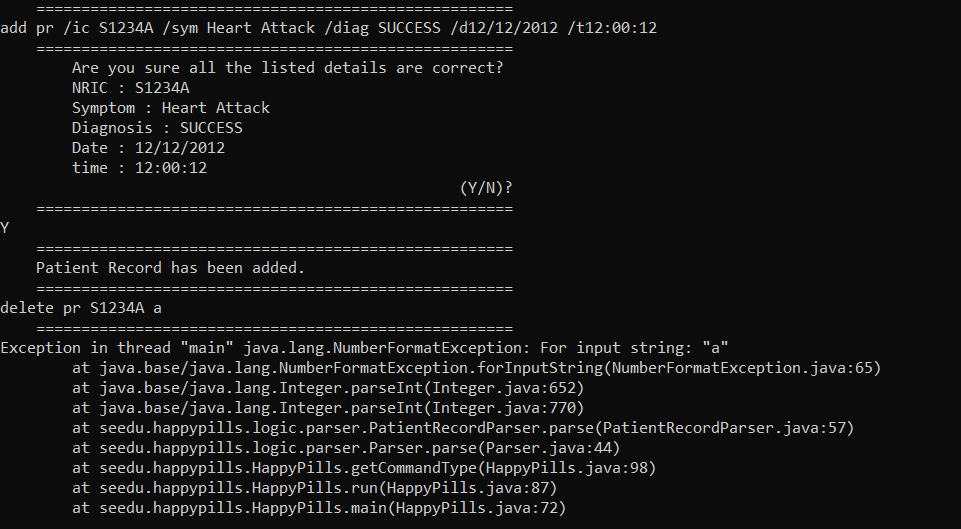 =====================================================
add pr /ic S1234A /sym Heart Attack /diag SUCCESS /d12/12/2012 /t12:00:12
=====================================================
Are you sure all the listed details are correct?
NRIC : S1234A
Symptom : Heart Attack
Diagnosis : SUCCESS
Date : 12/12/2012
time : 12:00:12
(Y/N)?
=====================================================
Y
=====================================================
Patient Record has been added.
=====================================================
delete pr S1234A a
=====================================================
Exception in thread "main" java.lang.NumberFormatException: For input string: "a"
at java.base/java.lang.NumberFormatException.forInputString(NumberFormatException.java:65)
at java.base/java.lang.Integer.parseInt(Integer.java:652)
at java.base/java.lang.Integer.parseInt(Integer.java:770)
at seedu.happypills.logic.parser.PatientRecordParser.parse(PatientRecordParser.java:57)
at seedu.happypills.logic.parser.Parser.parse(Parser.java:44)
at seedu.happypills.HappyPills.getCommandType(HappyPills.java:98)
at seedu.happypills.HappyPills.run(HappyPills.java:87)
at seedu.happypills.HappyPills.main(HappyPills.java:72)